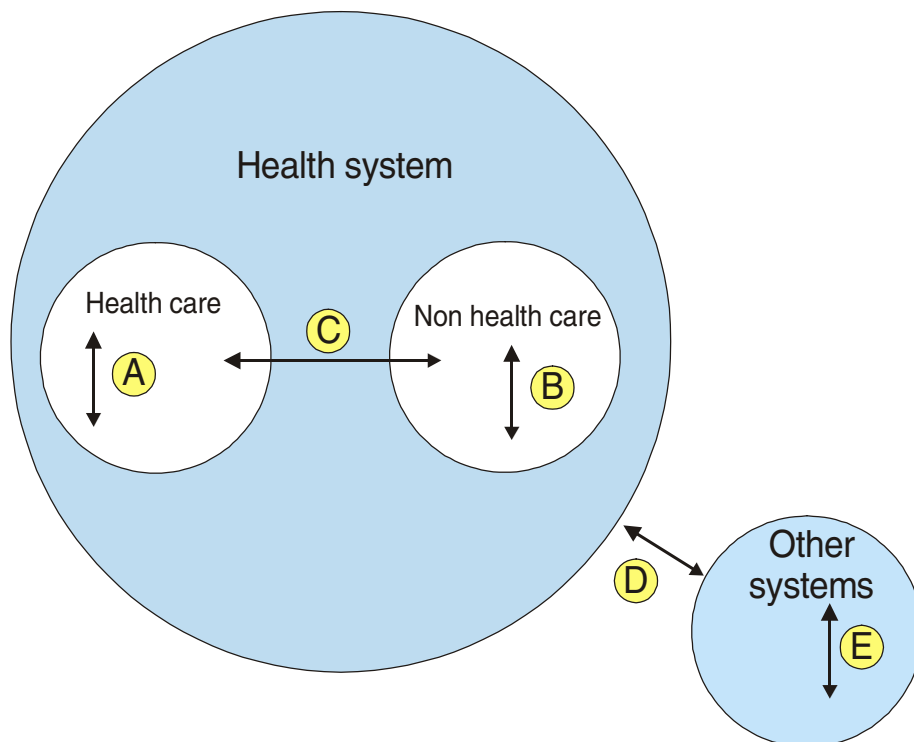 Health system
Health care
Non health care
C
A
B
D
Other
systems
E